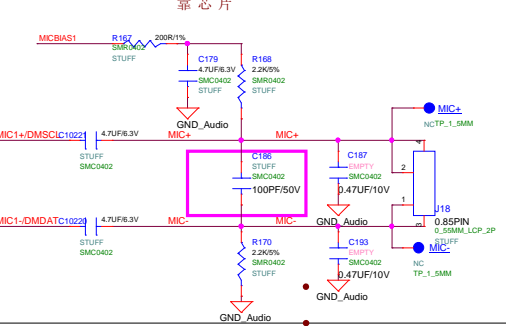 靠芯片
MICBIAS1
R167
200R/1%
SMR0402
STUFF
C179
4.7UF/6.3V
SMC0402
STUFF
R168
2.2K/5%
SMR0402
STUFF
GND_Audio
MIC+
NC
TP_1_5MM
MIC1+/DMSCL
C10221
4.7UF/6.3V
MIC+
MIC+
STUFF
SMC0402
C186
STUFF
SMC0402
100PF/50V
C187
EMPTY
SMC0402
0.47UF/10V
4
2
1
3
J18
0.85PIN
0_55MM_LCP_2P
STUFF
MIC1-/DMDAT
C10220
4.7UF/6.3V
MIC-
MIC-
GND_Audio
STUFF
SMC0402
R170
2.2K/5%
SMR0402
STUFF
C193
EMPTY
SMC0402
0.47UF/10V
MIC-
NC
TP_1_5MM
GND_Audio
GND_Audio